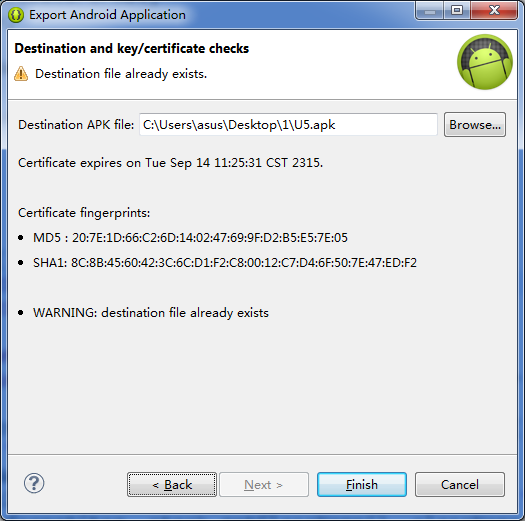 Export Android Application
Destination and key/certificate checks
Destination file already exists.
Destination APK file: C:\Users\asus\Desktop\1\U5.apk Browse...
Certificate expires on Tue Sep 14 11:25:31 CST 2315.
Certificate fingerprints:
• MD5 : 20:7E:1D:66:C2:6D:14:02:47:69:9F:D2:B5:E5:7E:05
• SHA1: 8C:8B:45:60:42:3C:6C:D1:F2:C8:00:12:C7:D4:6F:50:7E:47:ED:F2
• WARNING: destination file already exists
? < Back Next > Finish Cancel